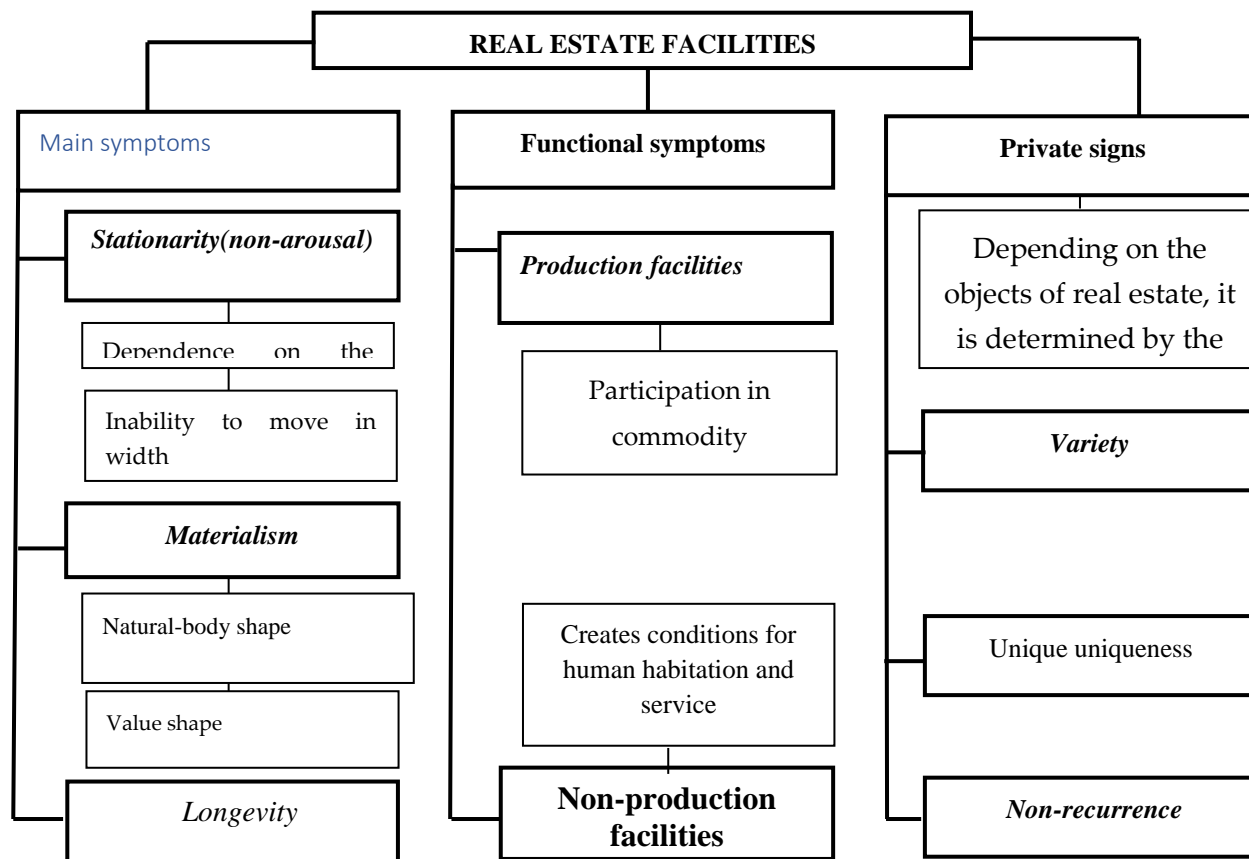 REAL ESTATE FACILITIES
Main symptoms
Stationarity(non-arousal)
Dependence on the
Inability to move in
width
Materialism
Natural-body shape
Value shape
Longevity
Functional symptoms
Production facilities
Participation in
commodity
Creates conditions for
human habitation and
service
Non-production
facilities
Private signs
Depending on the
objects of real estate, it
is determined by the
Variety
Unique uniqueness
Non-recurrence